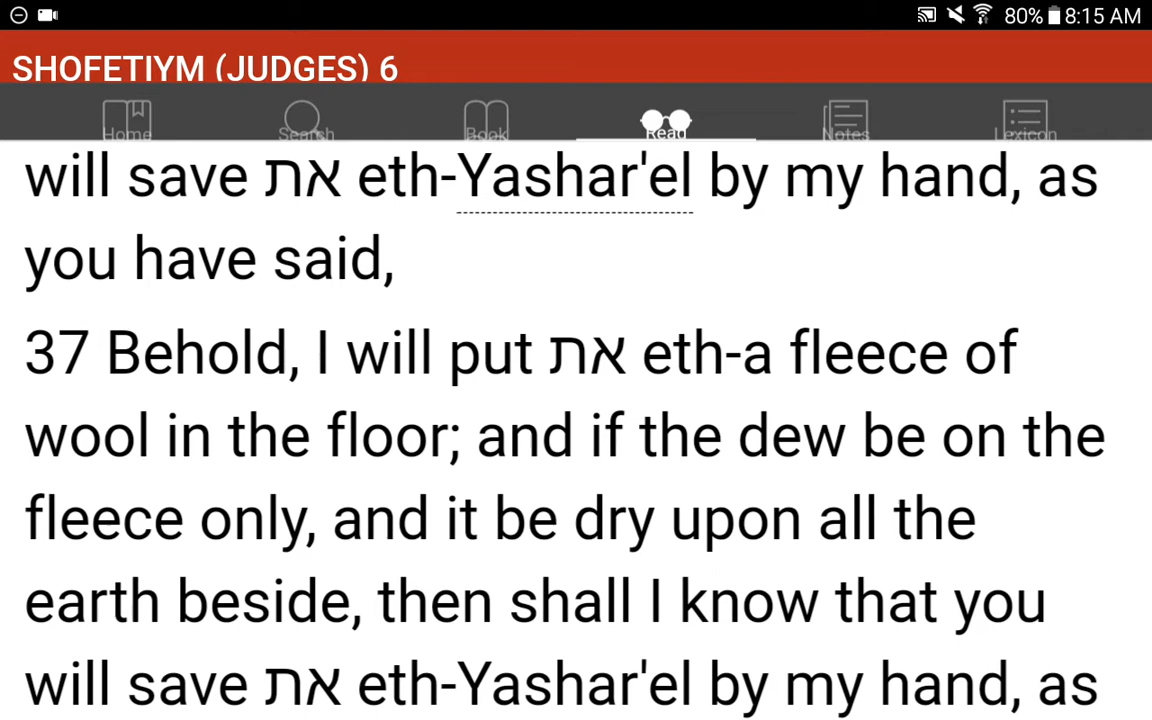 80% 8:15 AM
SHOFETIYM (JUDGES) 6
Home Search Book Read Notes Lexicon
will save את eth-Yashar'el by my hand, as
you have said,
37 Behold, I will put את eth-a fleece of
wool in the floor; and if the dew be on the
fleece only, and it be dry upon all the
earth beside, then shall I know that you
will save את eth-Yashar'el by my hand, as